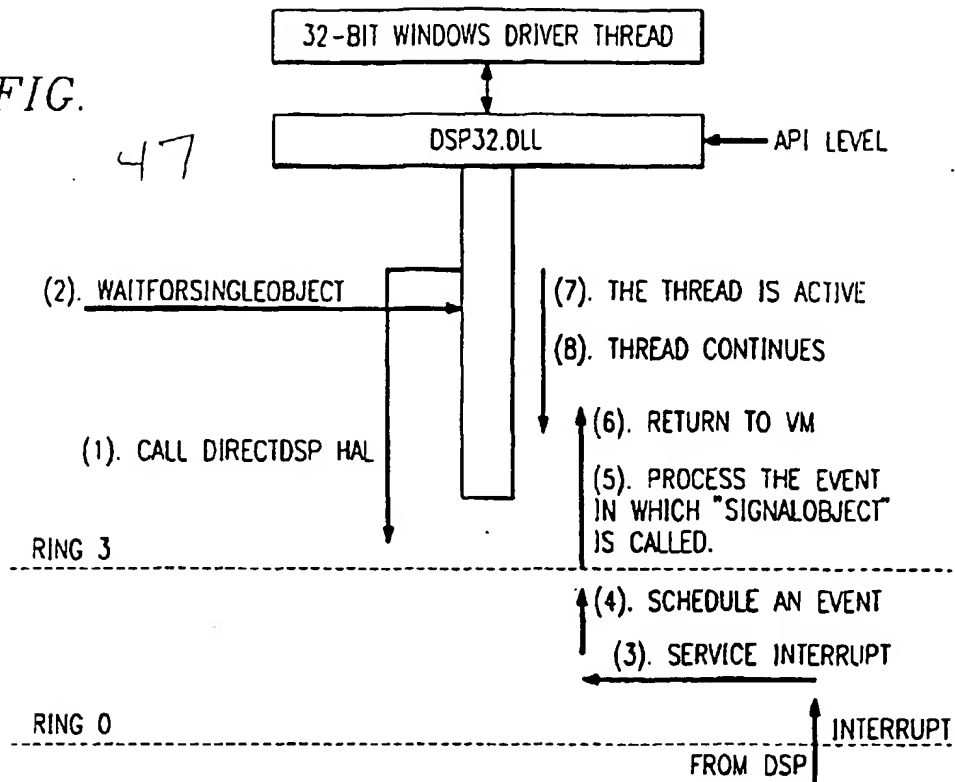 32-BIT WINDOWS DRIVER THREAD
FIG.
47
DSP32.DLL
API LEVEL
(2). WAITFORSINGLEOBJECT
(7). THE THREAD IS ACTIVE
(8). THREAD CONTINUES
(6). RETURN TO VM
(1). CALL DIRECTDSP HAL
(5). PROCESS THE EVENT
IN WHICH "SIGNALOBJECT"
IS CALLED.
RING 3
(4). SCHEDULE AN EVENT
(3). SERVICE INTERRUPT
RING 0
INTERRUPT
FROM DSP